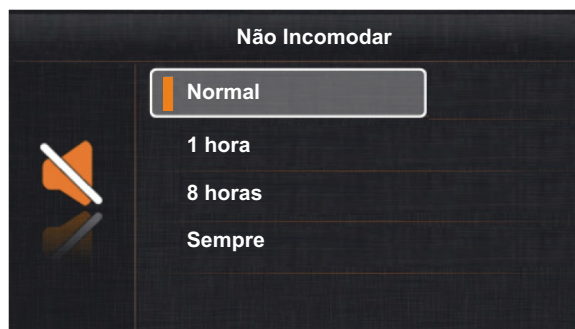 Não Incomodar
Normal
1 hora
8 horas
Sempre